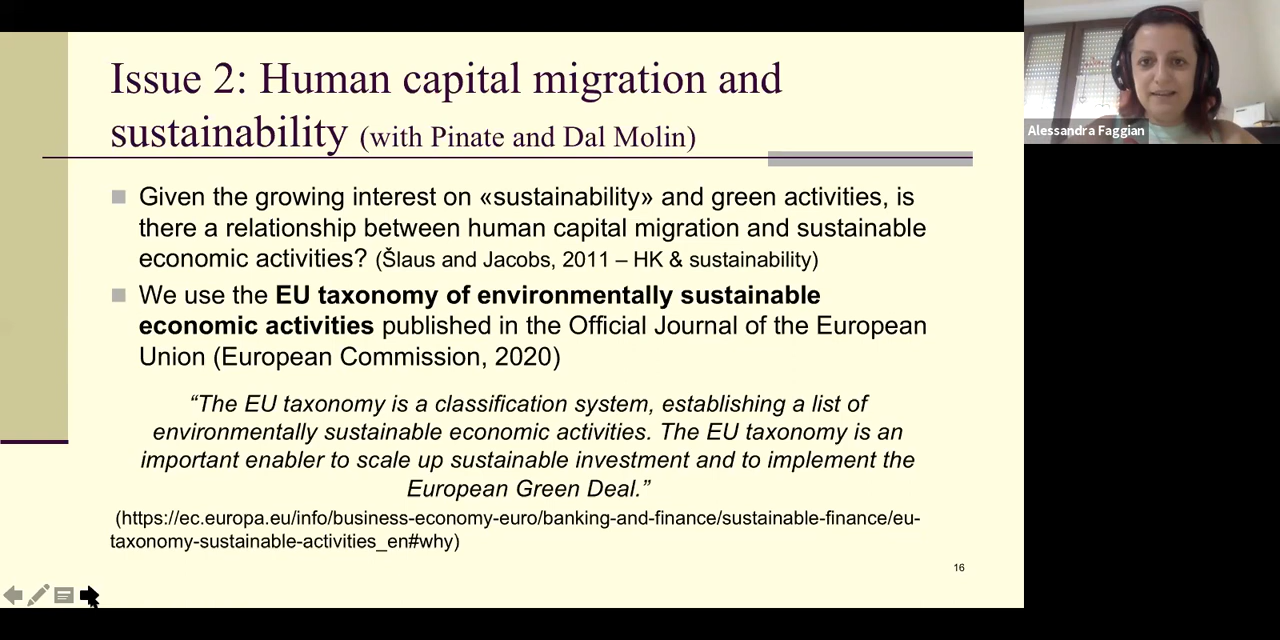 Issue 2: Human capital migration and
sustainability (with Pinate and Dal Molin)
Given the growing interest on «sustainability» and green activities, is
there a relationship between human capital migration and sustainable
economic activities? (Šlaus and Jacobs, 2011 – HK & sustainability)
We use the EU taxonomy of environmentally sustainable
economic activities published in the Official Journal of the European
Union (European Commission, 2020)
“The EU taxonomy is a classification system, establishing a list of
environmentally sustainable economic activities. The EU taxonomy is an
important enabler to scale up sustainable investment and to implement the
European Green Deal.”
(https://ec.europa.eu/info/business-economy-euro/banking-and-finance/sustainable-finance/eu-
taxonomy-sustainable-activities_en#why)
16
Alessandra Faggian